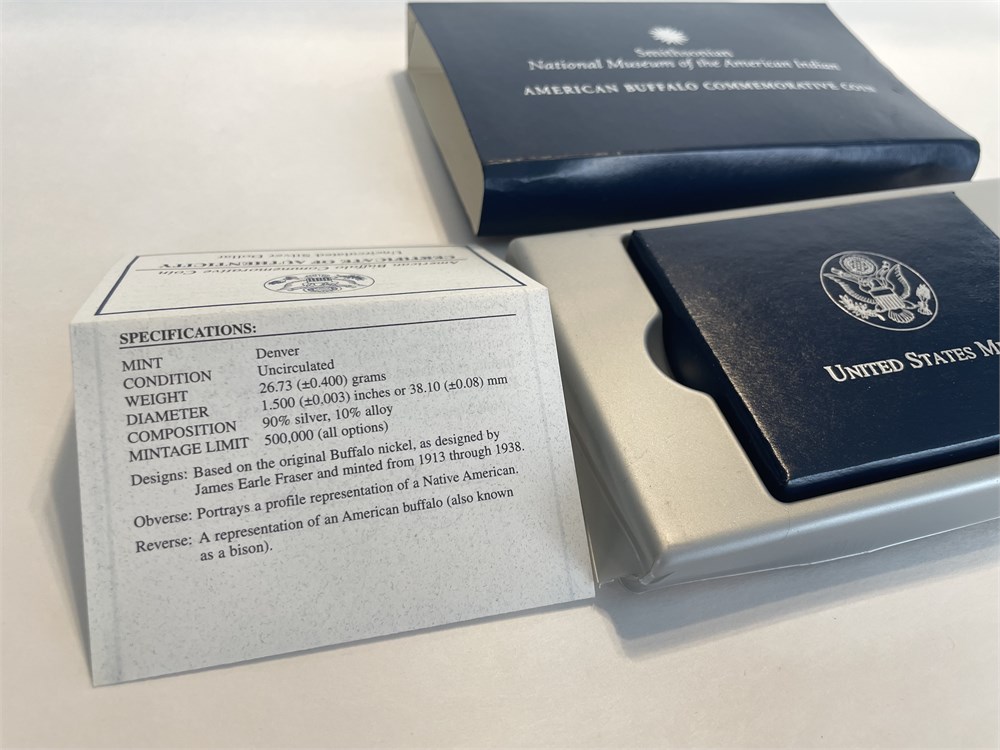 Smithsonian
National Museum of the American Indian
AMERICAN BUFFALO COMMEMORATIVE COIN
UNITED STATES
American Buffalo Commemorative Coin
CERTIFICATE OF AUTHENTICITY
Uncirculated Silver Dollar
SPECIFICATIONS:
MINT Denver
CONDITION Uncirculated
WEIGHT 26.73 (±0.400) grams
DIAMETER 1.500 (±0,003) inches or 38.10 (±0.08) mm
COMPOSITION 90% silver, 10% alloy
MINTAGE LIMIT 500,000 (all options)
Designs: Based on the original Buffalo nickel, as designed by
James Earle Fraser and minted from 1913 through 1938.
Obverse: Portrays a profile representation of a Native American.
Reverse: A representation of an American buffalo (also known
as a bison).